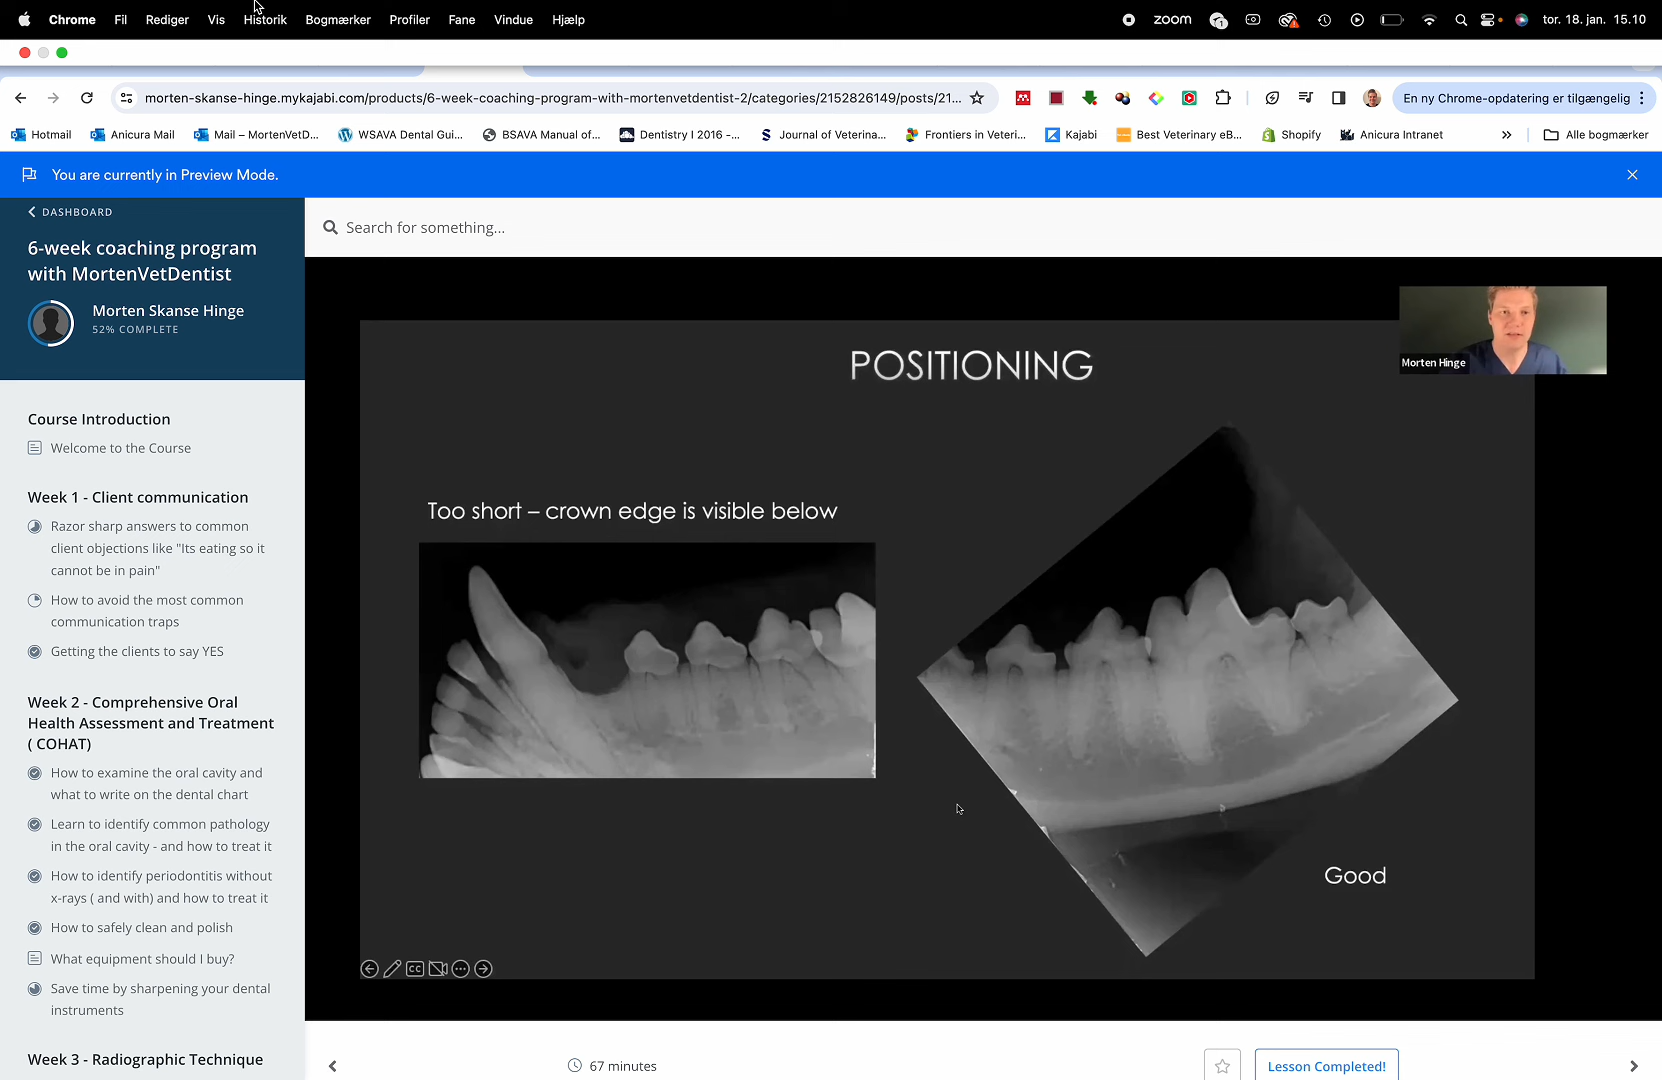 Chrome Fil Rediger Vis Historik Bogmærker Profiler Fane Vindue Hjælp zoom 1 tor. 18. jan. 15.10
morten-skanse-hinge.mykajabi.com/products/6-week-coaching-program-with-mortenvetdentist-2/categories/2152826149/posts/21... En ny Chrome-opdatering er tilgængelig
Hotmail Anicura Mail Mail – MortenVetD... WSAVA Dental Gui... BSAVA Manual of... Dentistry I 2016 -... Journal of Veterina... Frontiers in Veteri... Kajabi Best Veterinary eB... Shopify Anicura Intranet » Alle bogmærker
You are currently in Preview Mode.
DASHBOARD
6-week coaching program
with MortenVetDentist
Morten Skanse Hinge
52% COMPLETE
Course Introduction
Welcome to the Course
Week 1 - Client communication
Razor sharp answers to common
client objections like "Its eating so it
cannot be in pain"
How to avoid the most common
communication traps
Getting the clients to say YES
Week 2 - Comprehensive Oral
Health Assessment and Treatment
( COHAT)
How to examine the oral cavity and
what to write on the dental chart
Learn to identify common pathology
in the oral cavity - and how to treat it
How to identify periodontitis without
x-rays ( and with) and how to treat it
How to safely clean and polish
What equipment should I buy?
Save time by sharpening your dental
instruments
Week 3 - Radiographic Technique
Search for something...
Morten Hinge
POSITIONING
Too short – crown edge is visible below
Good
CC
67 minutes
Lesson Completed!